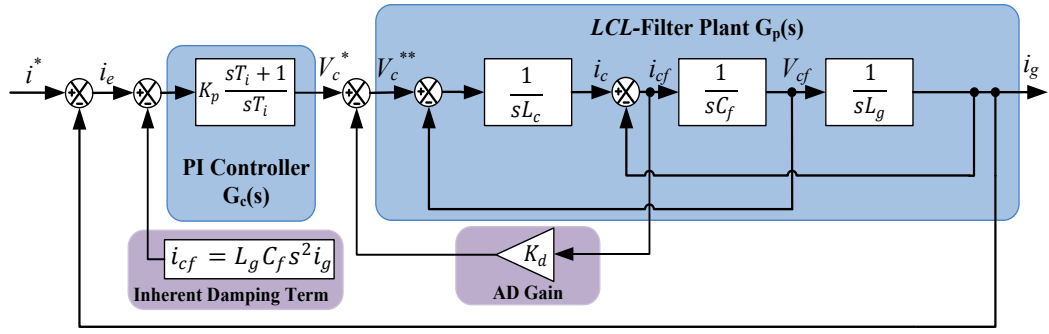 LCL-Filter Plant Gp(s)
i*
ie
Kp (sTi + 1)/(sTi)
Vc*
Vc**
1/(sLc)
ic
icf
1/(sCf)
Vcf
1/(sLg)
ig
PI Controller
Gc(s)
icf = LgCfs²ig
Inherent Damping Term
Kd
AD Gain